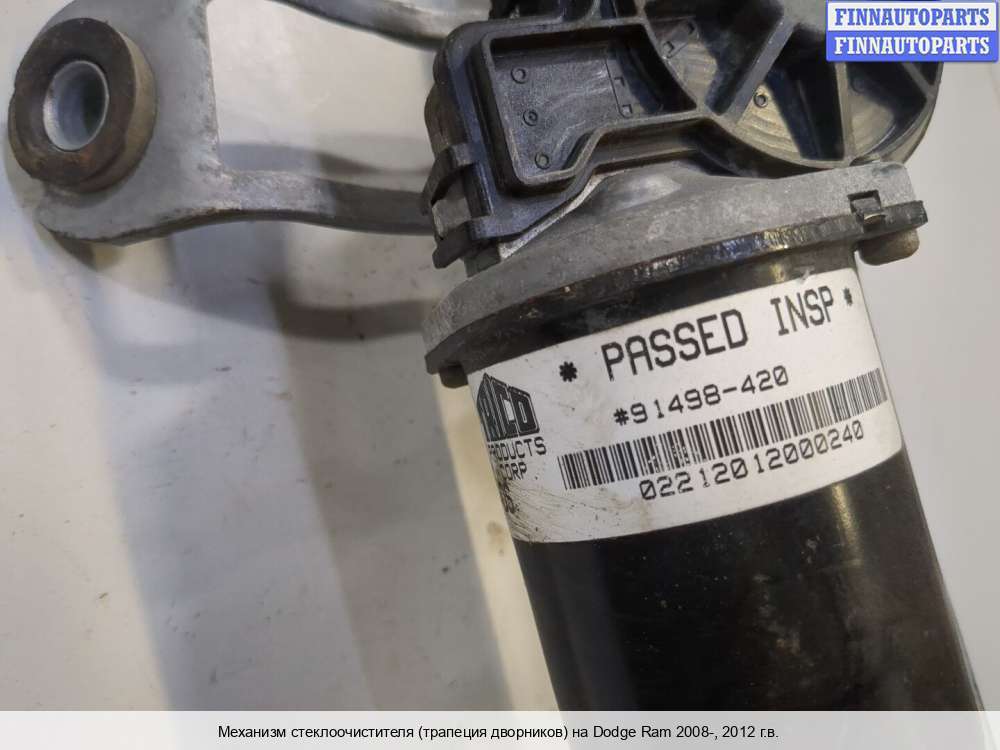 FINNAUTOPARTS
FINNAUTOPARTS
* PASSED INSP *
#91498-420
PRODUCTS
CORP
02212012000240
Механизм стеклоочистителя (трапеция дворников) на Dodge Ram 2008-, 2012 г.в.